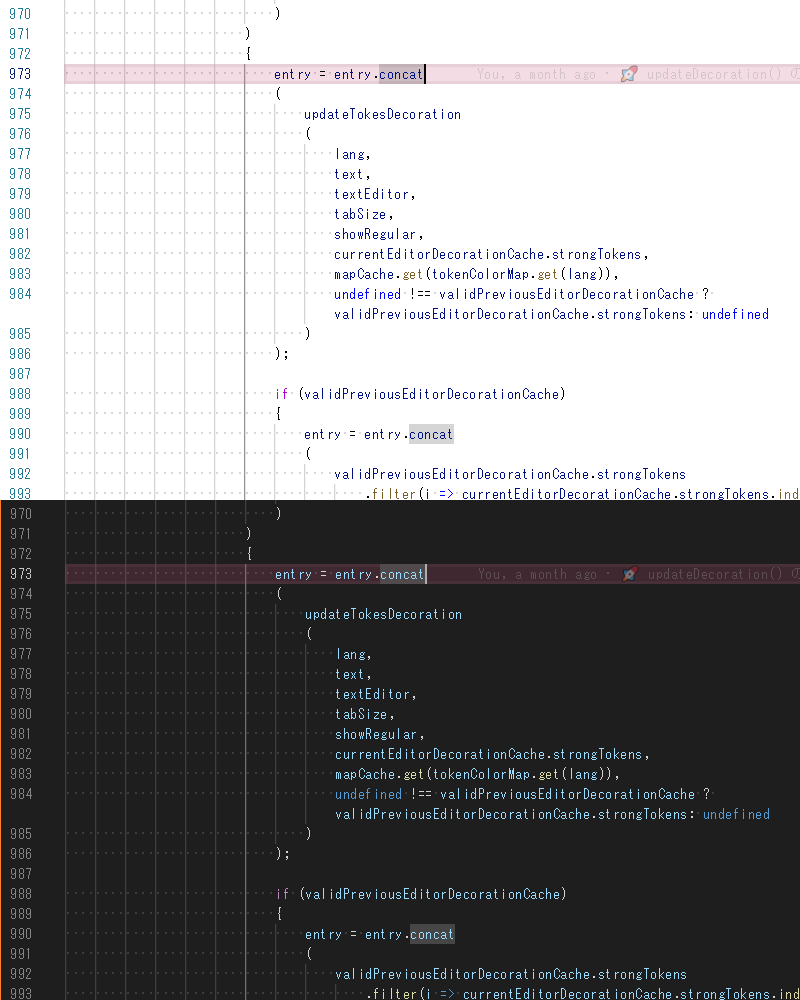 970 )
971 )
972 {
973 entry = entry.concat You, a month ago · 🚀 updateDecoration() の
974 (
975 updateTokesDecoration
976 (
977 lang,
978 text,
979 textEditor,
980 tabSize,
981 showRegular,
982 currentEditorDecorationCache.strongTokens,
983 mapCache.get(tokenColorMap.get(lang)),
984 undefined !== validPreviousEditorDecorationCache ?
validPreviousEditorDecorationCache.strongTokens: undefined
985 )
986 );
987
988 if (validPreviousEditorDecorationCache)
989 {
990 entry = entry.concat
991 (
992 validPreviousEditorDecorationCache.strongTokens
993 .filter(i => currentEditorDecorationCache.strongTokens.ind
970 )
971 )
972 {
973 entry = entry.concat You, a month ago · 🚀 updateDecoration() の
974 (
975 updateTokesDecoration
976 (
977 lang,
978 text,
979 textEditor,
980 tabSize,
981 showRegular,
982 currentEditorDecorationCache.strongTokens,
983 mapCache.get(tokenColorMap.get(lang)),
984 undefined !== validPreviousEditorDecorationCache ?
validPreviousEditorDecorationCache.strongTokens: undefined
985 )
986 );
987
988 if (validPreviousEditorDecorationCache)
989 {
990 entry = entry.concat
991 (
992 validPreviousEditorDecorationCache.strongTokens
993 .filter(i => currentEditorDecorationCache.strongTokens.ind